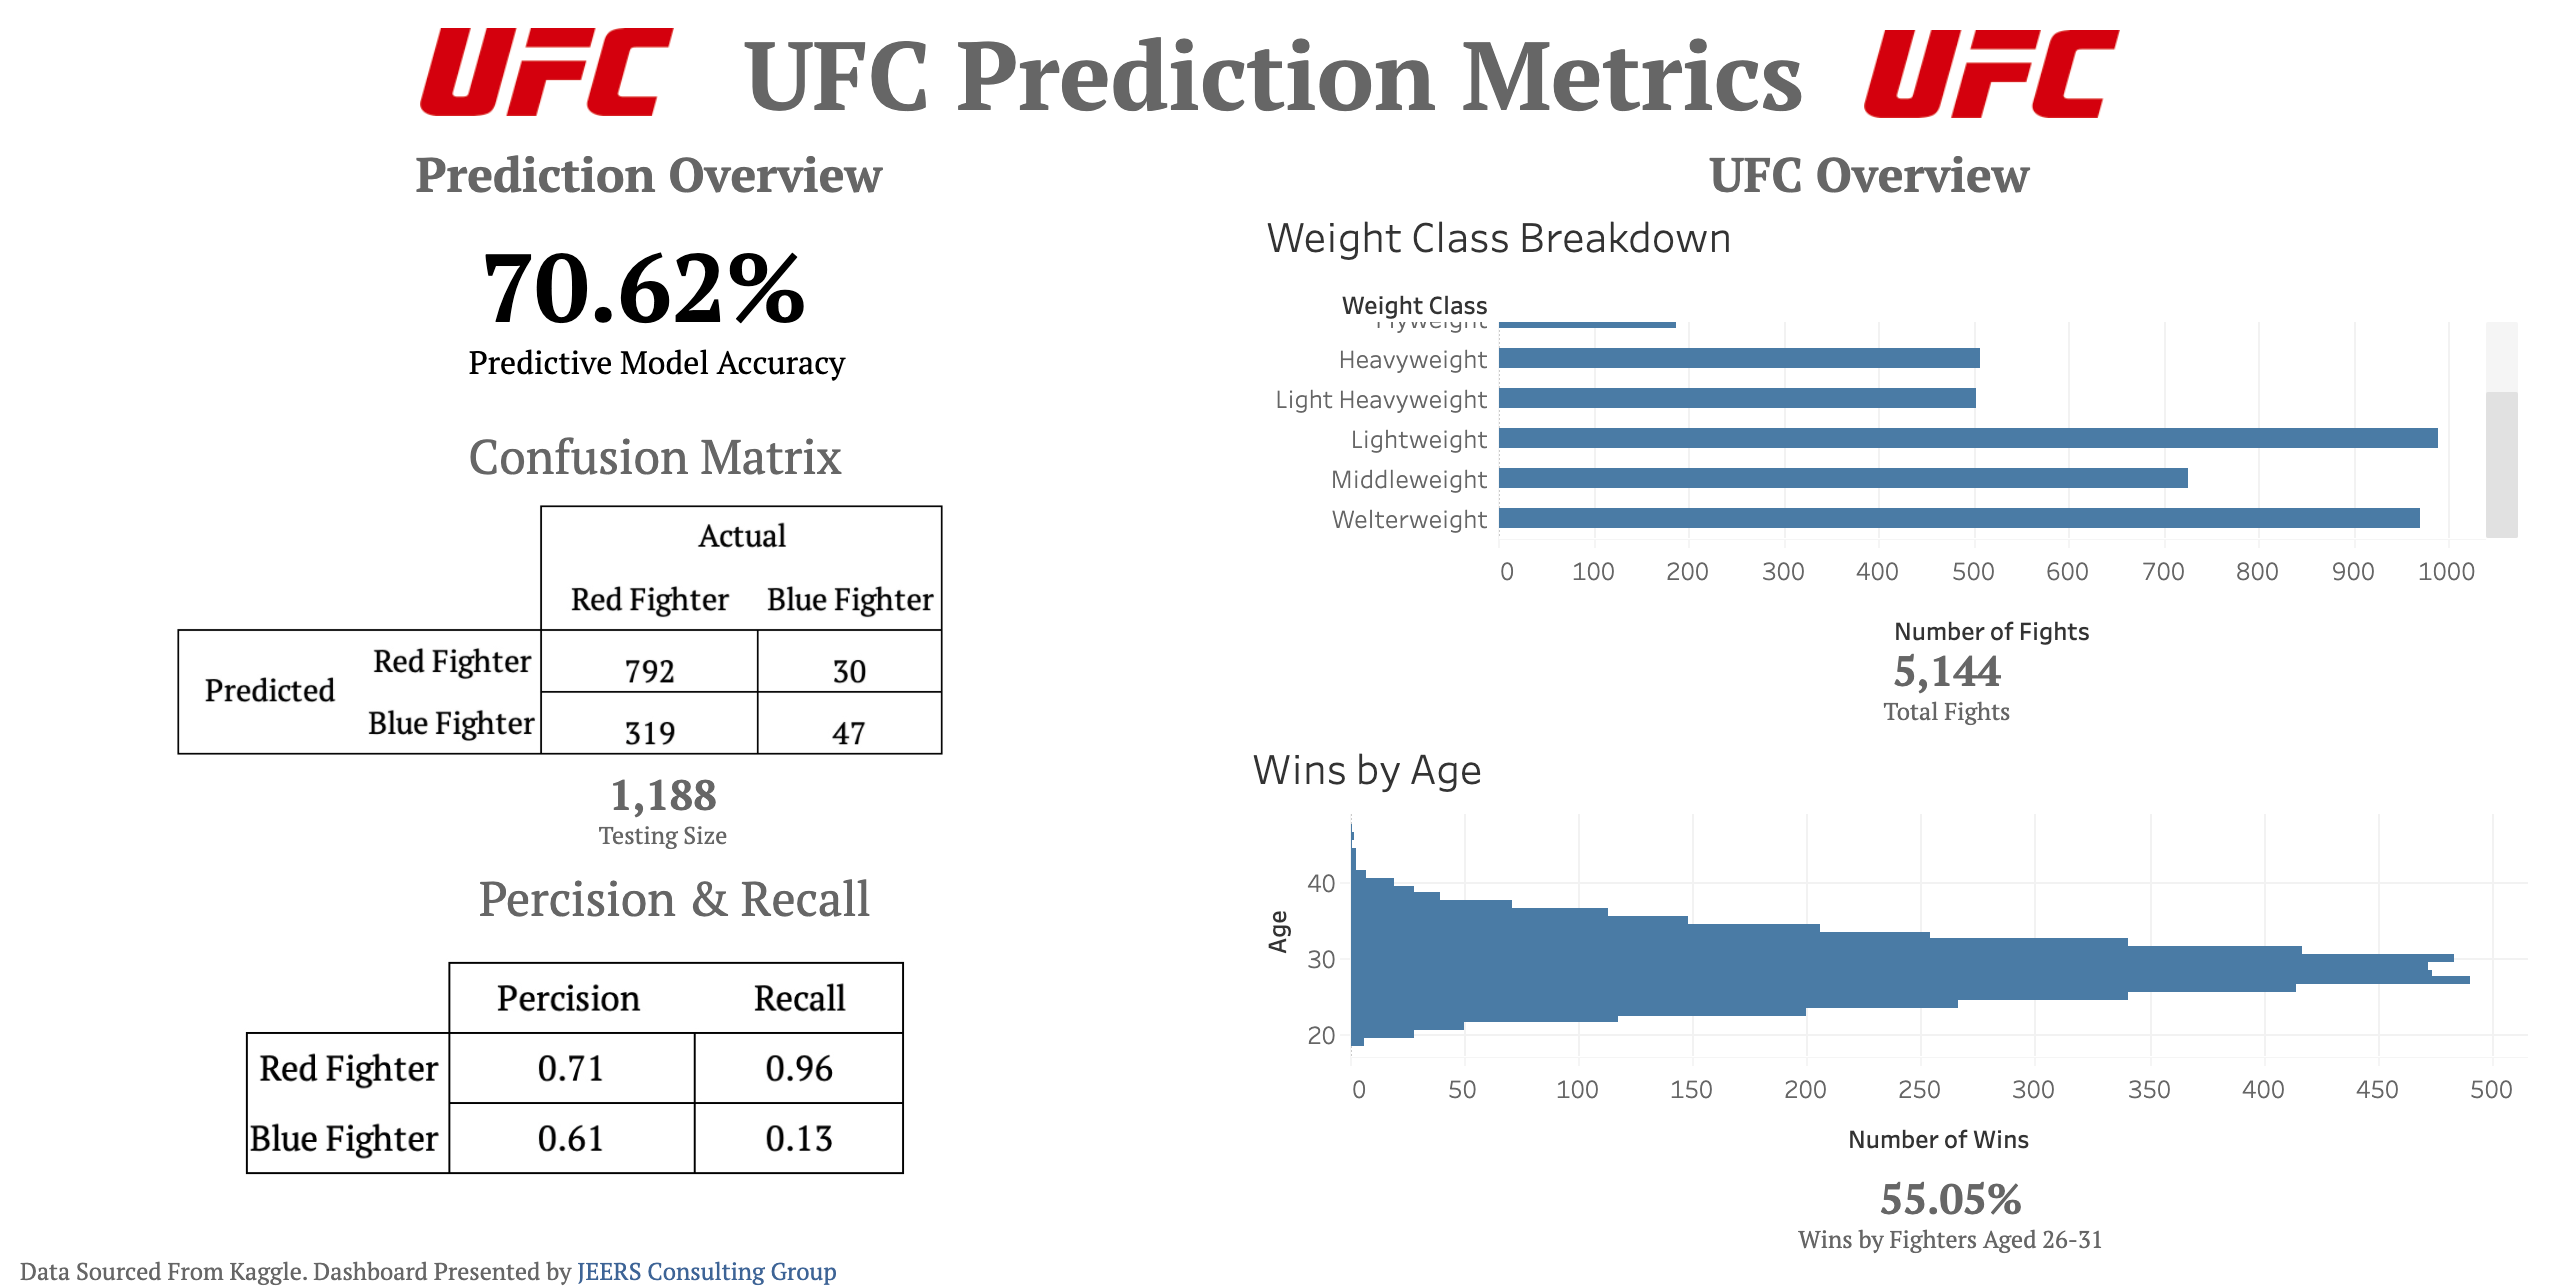 UFC UFC Prediction Metrics UFC
Prediction Overview
70.62%
Predictive Model Accuracy
Confusion Matrix
Actual
Red Fighter Blue Fighter
Predicted
Red Fighter 792 30
Blue Fighter 319 47
1,188
Testing Size
Percision & Recall
Percision Recall
Red Fighter 0.71 0.96
Blue Fighter 0.61 0.13
Data Sourced From Kaggle. Dashboard Presented by JEERS Consulting Group
UFC Overview
Weight Class Breakdown
Weight Class
Flyweight
Heavyweight
Light Heavyweight
Lightweight
Middleweight
Welterweight
0 100 200 300 400 500 600 700 800 900 1000
Number of Fights
5,144
Total Fights
Wins by Age
Age
40
30
20
0 50 100 150 200 250 300 350 400 450 500
Number of Wins
55.05%
Wins by Fighters Aged 26-31